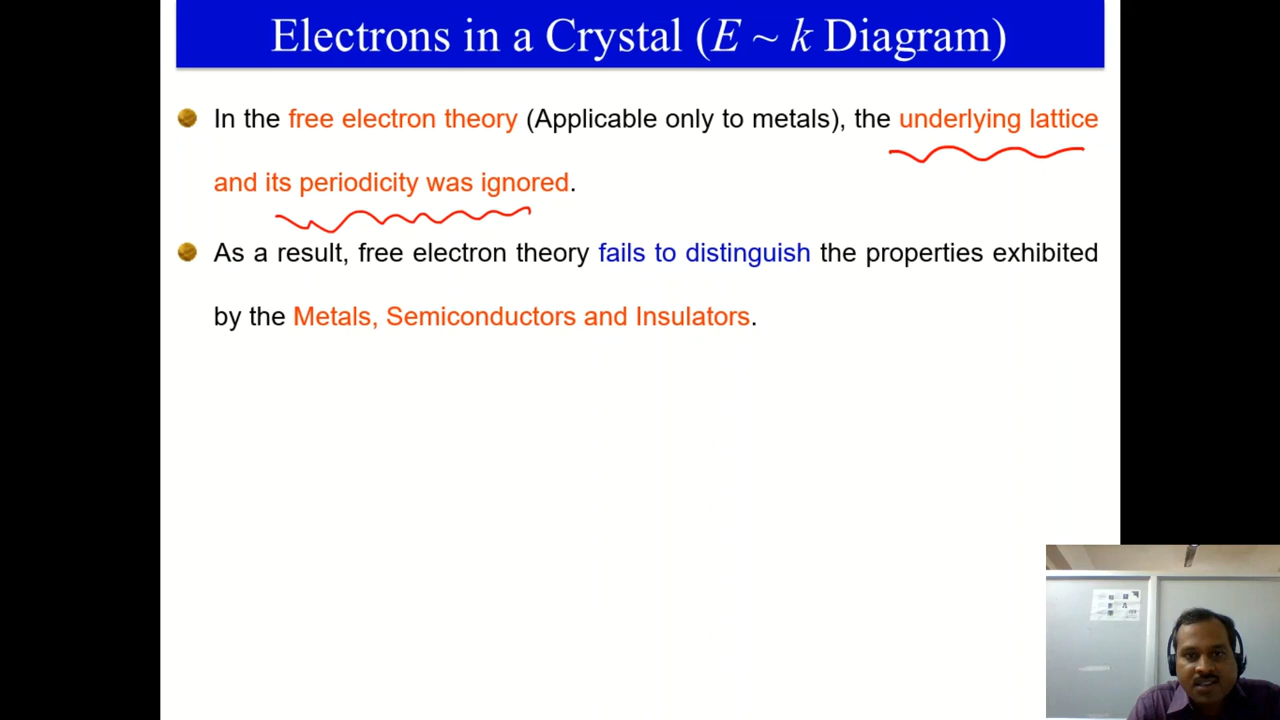 Electrons in a Crystal (E ~ k Diagram)
In the free electron theory (Applicable only to metals), the underlying lattice
and its periodicity was ignored.
As a result, free electron theory fails to distinguish the properties exhibited
by the Metals, Semiconductors and Insulators.